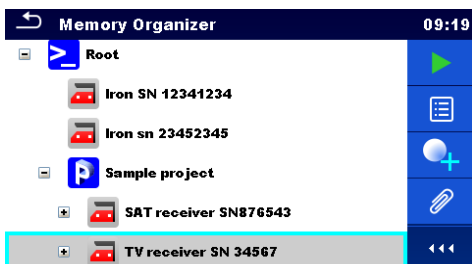 Memory Organizer 09:19
Root
Iron SN 12341234
Iron sn 23452345
Sample project
SAT receiver SN876543
TV receiver SN 34567